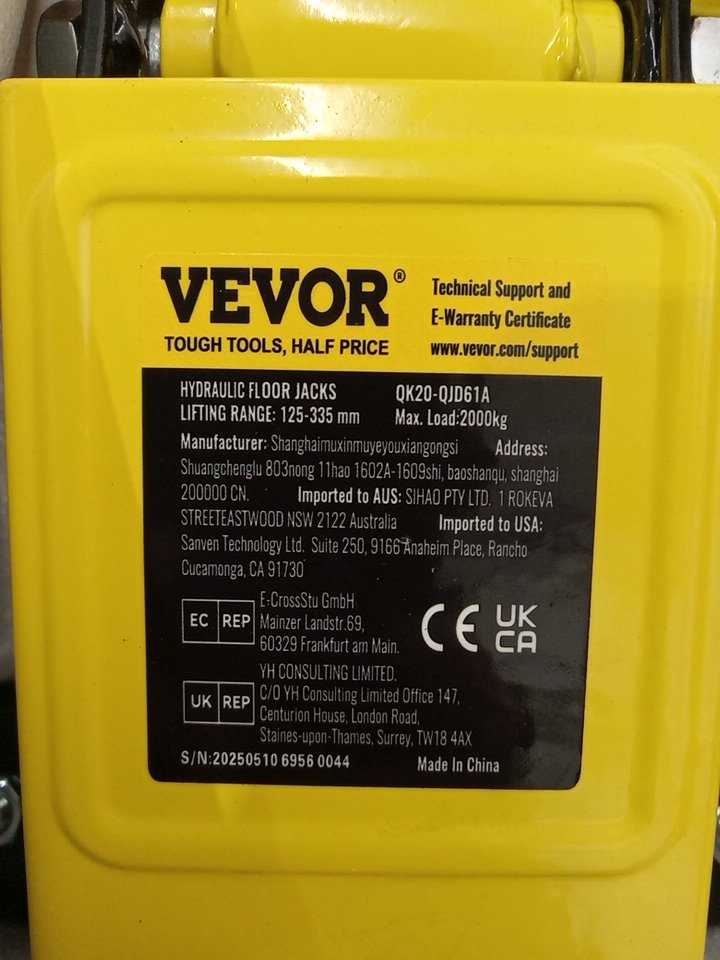 VEVOR®
TOUGH TOOLS, HALF PRICE
Technical Support and
E-Warranty Certificate
www.vevor.com/support
HYDRAULIC FLOOR JACKS QK20-QJD61A
LIFTING RANGE: 125-335 mm Max. Load:2000kg
Manufacturer: Shanghaimuxinmuyeyouxiangongsi Address:
Shuangchenglu 803nong 11hao 1602A-1609shi, baoshanqu, shanghai
200000 CN. Imported to AUS: SIHAO PTY LTD. 1 ROKEVA
STREETEASTWOOD NSW 2122 Australia Imported to USA:
Sanven Technology Ltd. Suite 250, 9166 Anaheim Place, Rancho
Cucamonga, CA 91730
EC REP
E-CrossStu GmbH
Mainzer Landstr.69,
60329 Frankfurt am Main.
CE UK
CA
UK REP
YH CONSULTING LIMITED.
C/O YH Consulting Limited Office 147,
Centurion House, London Road,
Staines-upon-Thames, Surrey, TW18 4AX
S/N:20250510 6956 0044 Made In China